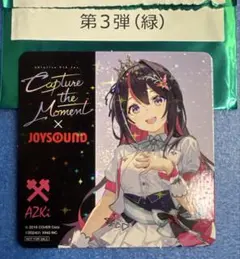 第3弾(緑)
Capture
the
Moment
×
JOYSOUND
AZKi
© 2016 COVER Corp.